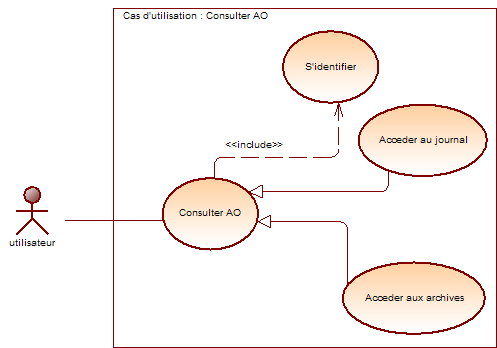 Cas d'utilisation : Consulter AO
S'identifier
<<include>>
Acceder au journal
Consulter AO
utilisateur
Acceder aux archives